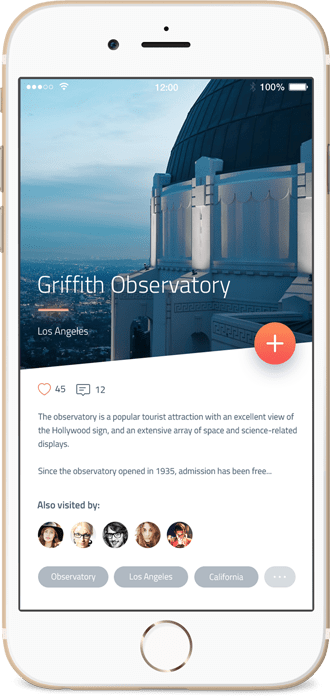 12:00
100%
Griffith Observatory
Los Angeles
45
12
The observatory is a popular tourist attraction with an excellent view of
the Hollywood sign, and an extensive array of space and science-related
displays.
Since the observatory opened in 1935, admission has been free...
Also visited by:
Observatory
Los Angeles
California